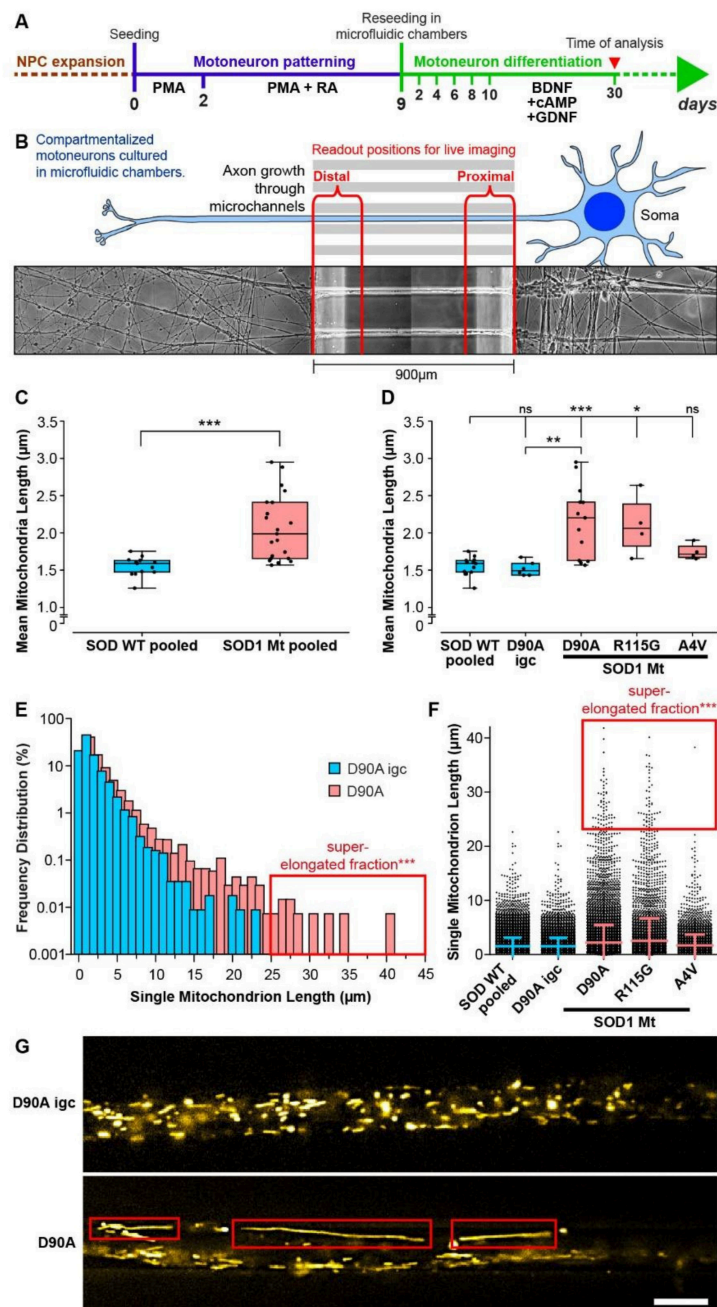 A
Seeding
Reseeding in
microfluidic chambers
Time of analysis
NPC expansion
Motoneuron patterning
Motoneuron differentiation
PMA
PMA + RA
BDNF
+cAMP
+GDNF
0
2
9
2
4
6
8
10
30
days
B
Compartmentalized
motoneurons cultured
in microfluidic chambers.
Readout positions for live imaging
Axon growth
through
microchannels
Distal
Proximal
Soma
900µm
C
Mean Mitochondria Length (µm)
3.5
3.0
2.5
2.0
1.5
1.0
0
***
SOD WT pooled
SOD1 Mt pooled
D
Mean Mitochondria Length (µm)
3.5
3.0
2.5
2.0
1.5
1.0
0
ns
***
*
ns
**
SOD WT
pooled
D90A
igc
D90A
R115G
A4V
SOD1 Mt
E
Frequency Distribution (%)
100
10
1
0.1
0.01
0.001
D90A igc
D90A
super-
elongated fraction***
0
5
10
15
20
25
30
35
40
45
Single Mitochondrion Length (µm)
F
super-
elongated fraction***
Single Mitochondrion Length (µm)
40
30
20
10
0
SOD WT
pooled
D90A igc
D90A
R115G
A4V
SOD1 Mt
G
D90A igc
D90A